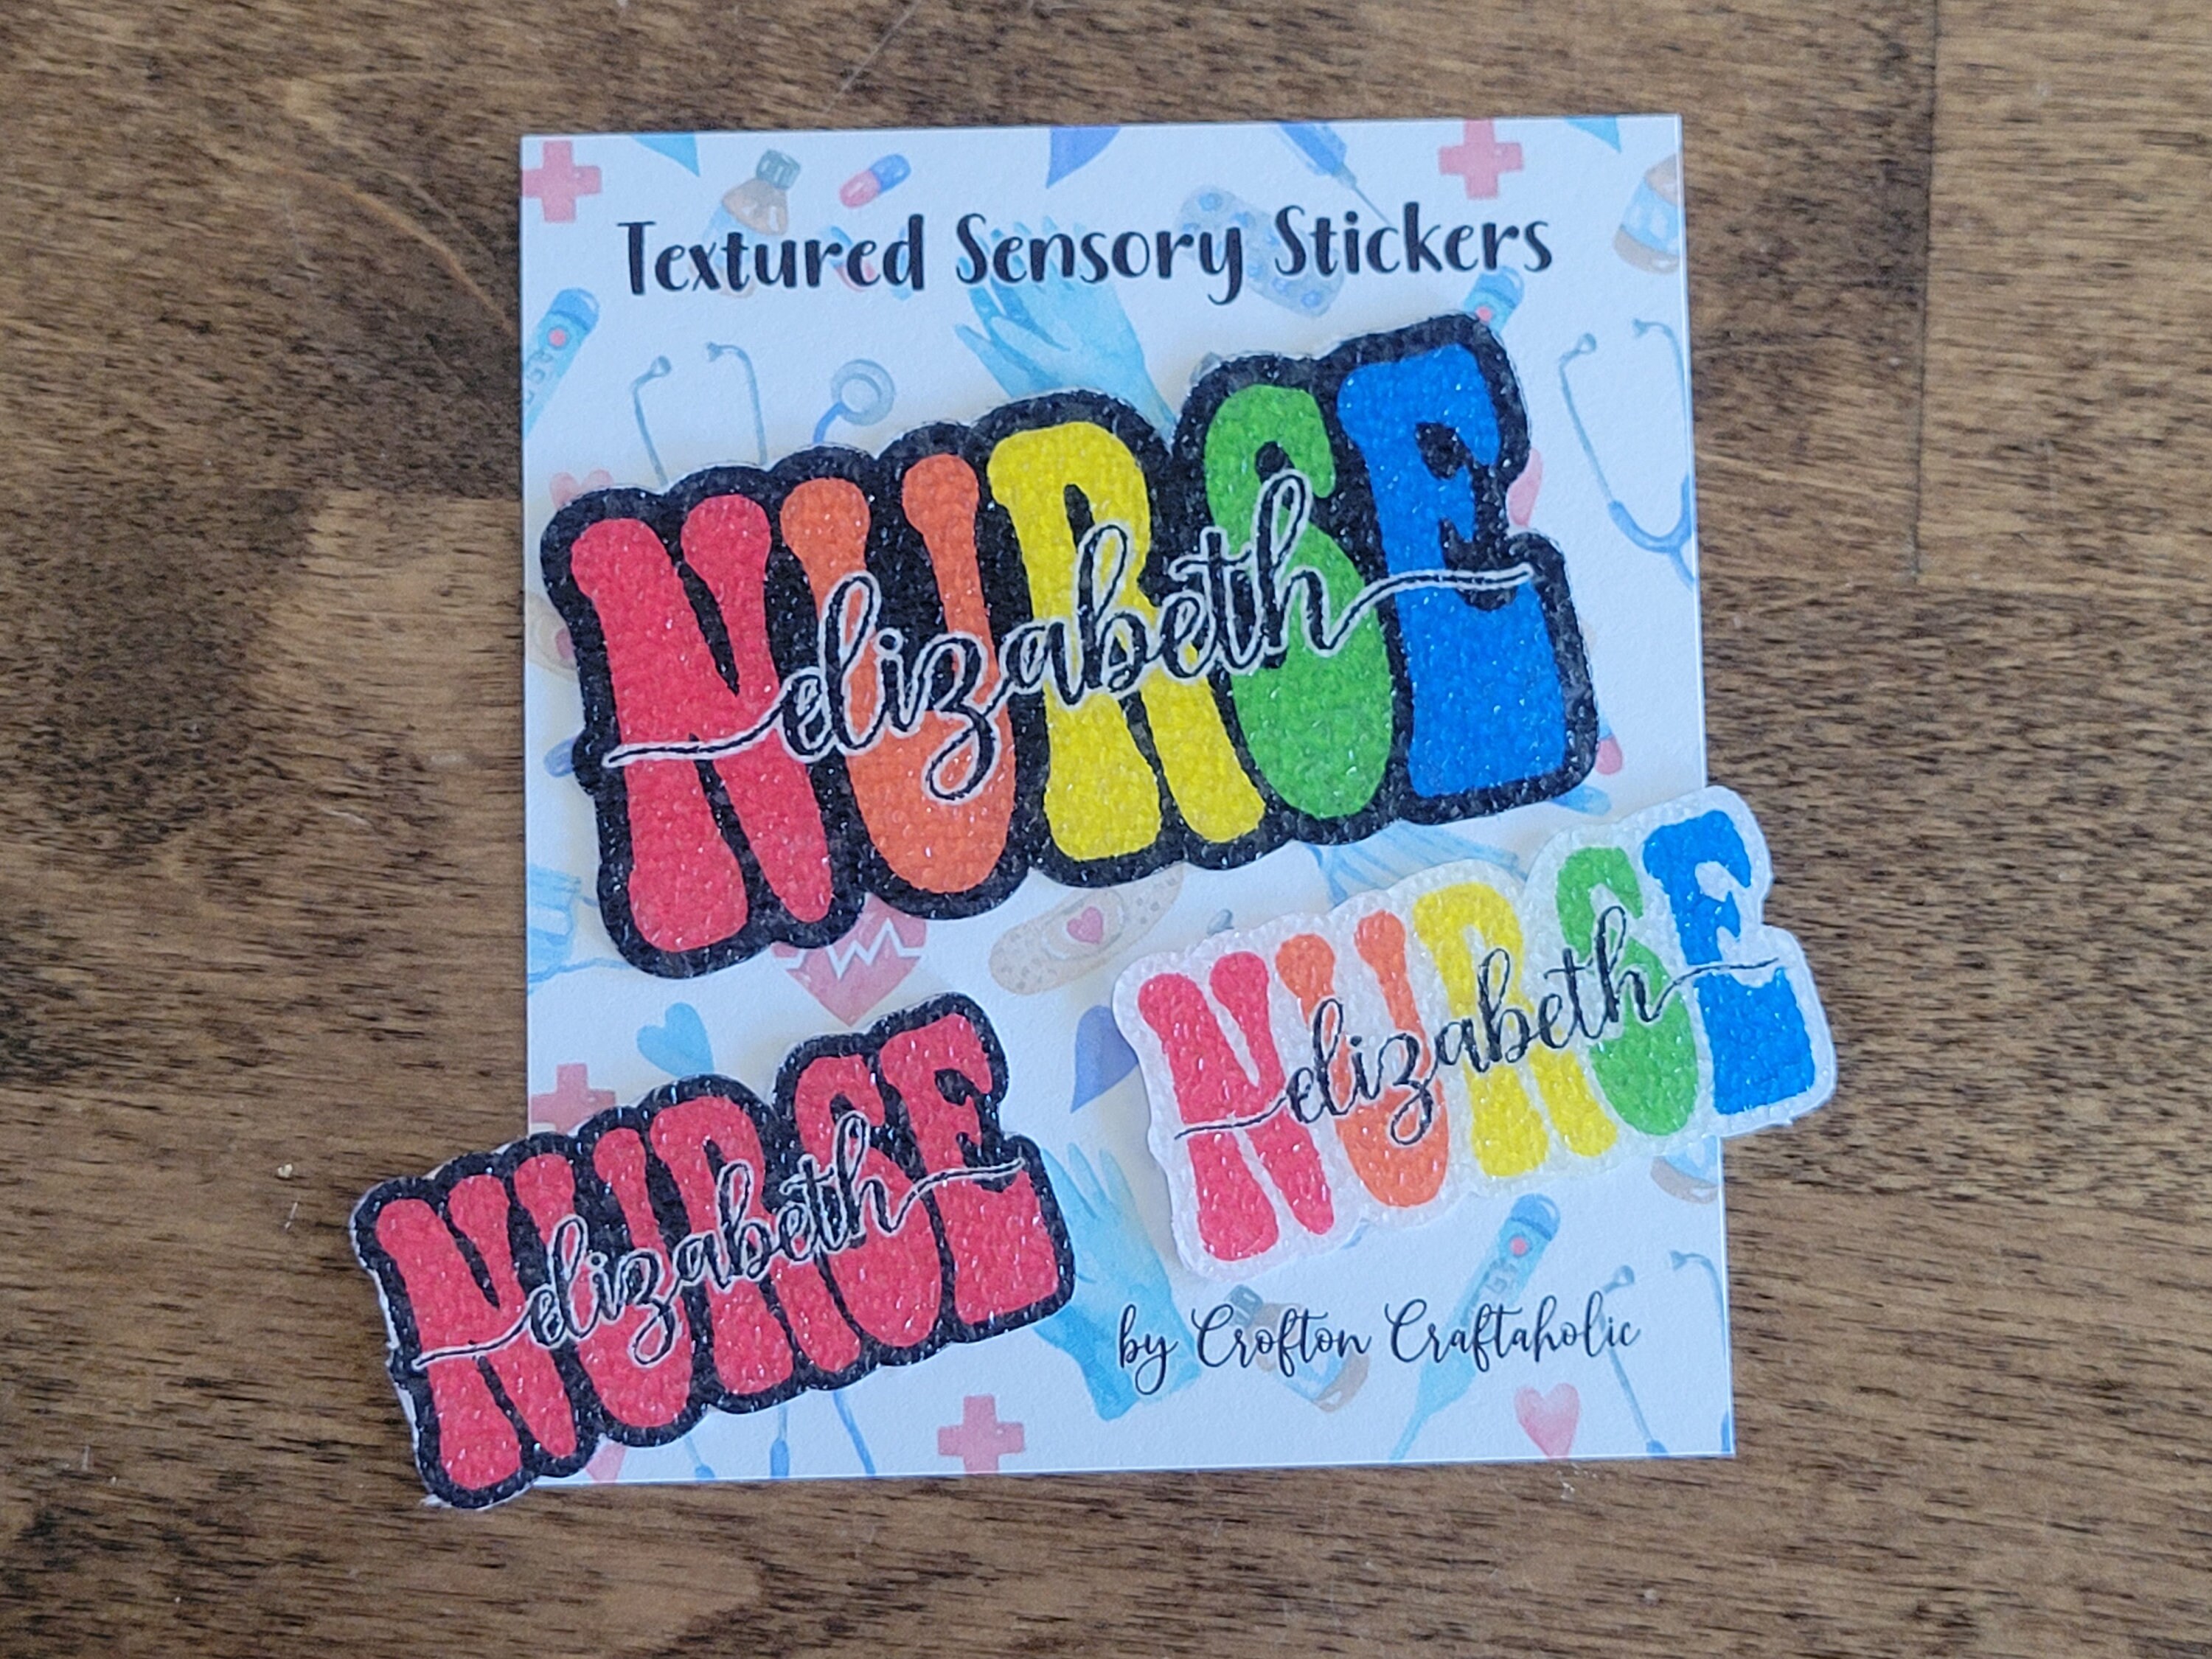 Textured Sensory Stickers
NURSE
elizabeth
NURSE
elizabeth
NURSE
elizabeth
by Crofton Craftaholic